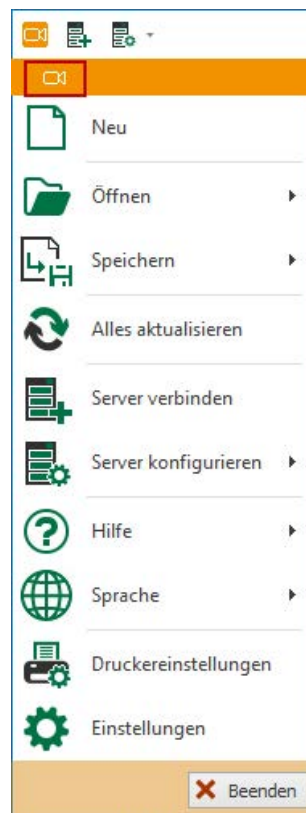 Neu
Öffnen
Speichern
Alles aktualisieren
Server verbinden
Server konfigurieren
Hilfe
Sprache
Druckereinstellungen
Einstellungen
Beenden